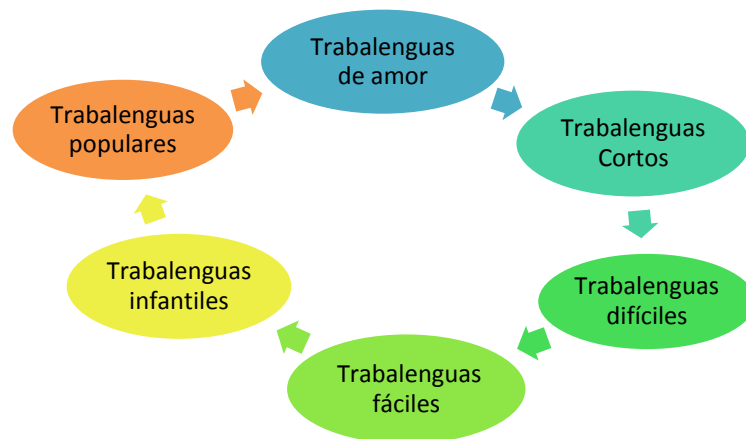 Trabalenguas
de amor
Trabalenguas
Cortos
Trabalenguas
difíciles
Trabalenguas
fáciles
Trabalenguas
infantiles
Trabalenguas
populares